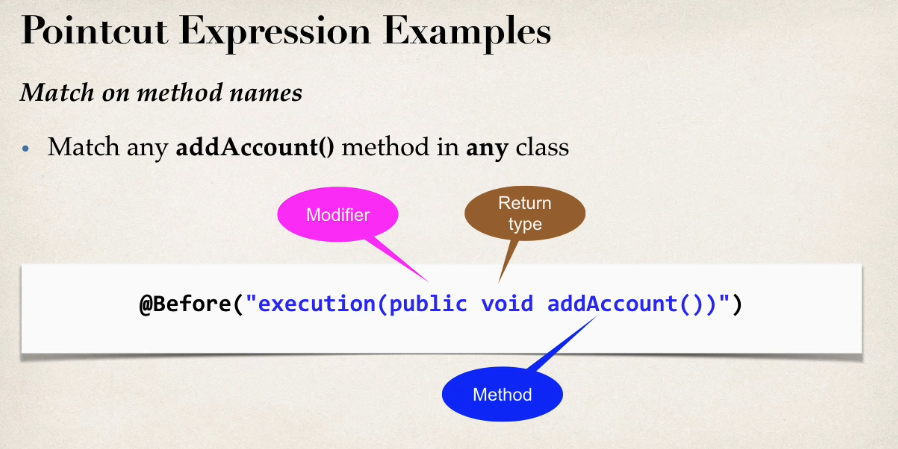 Pointcut Expression Examples
Match on method names
• Match any addAccount() method in any class
Modifier
Return
type
@Before("execution(public void addAccount())")
Method